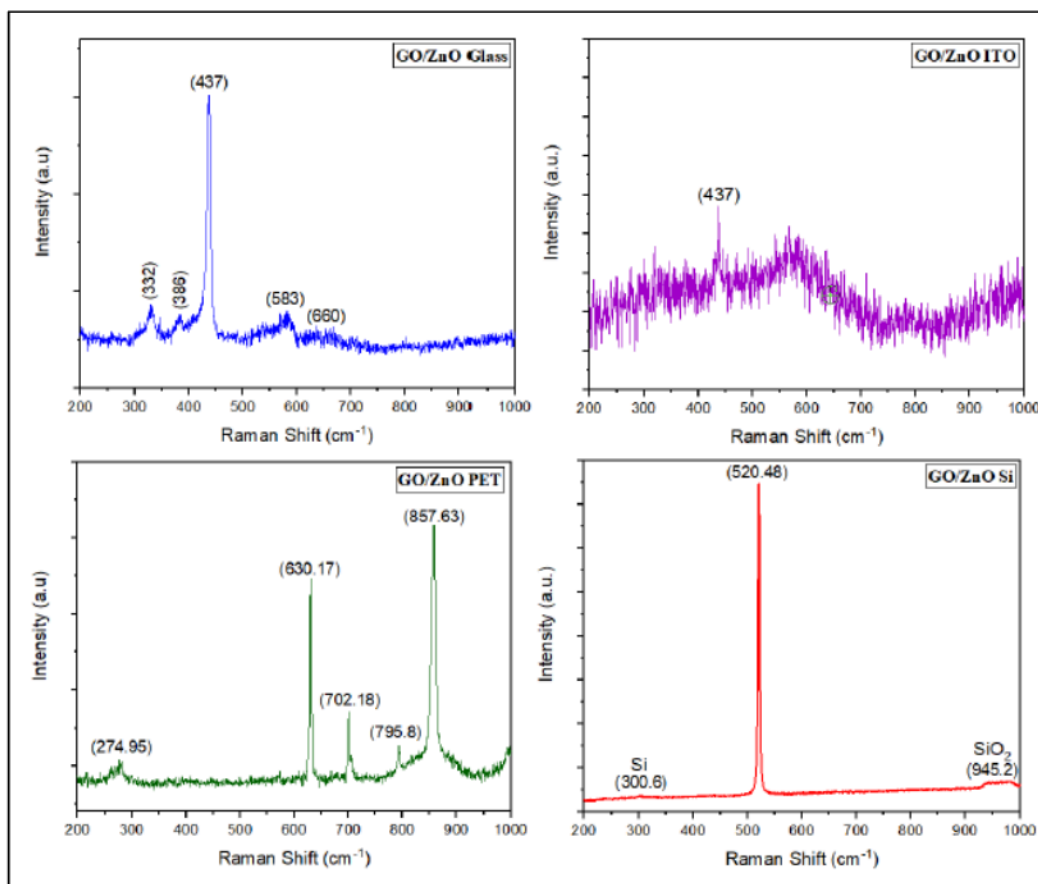 GO/ZnO Glass
(437)
(332)
(386)
(583)
(660)
Intensity (a.u)
200 300 400 500 600 700 800 900 1000
Raman Shift (cm⁻¹)
GO/ZnO ITO
(437)
Intensity (a.u.)
200 300 400 500 600 700 800 900 1000
Raman Shift (cm⁻¹)
GO/ZnO PET
(857.63)
(630.17)
(702.18)
(795.8)
(274.95)
Intensity (a.u)
200 300 400 500 600 700 800 900 1000
Raman Shift (cm⁻¹)
GO/ZnO Si
(520.48)
Si
(300.6)
SiO₂
(945.2)
Intensity (a.u.)
200 300 400 500 600 700 800 900 1000
Raman Shift (cm⁻¹)